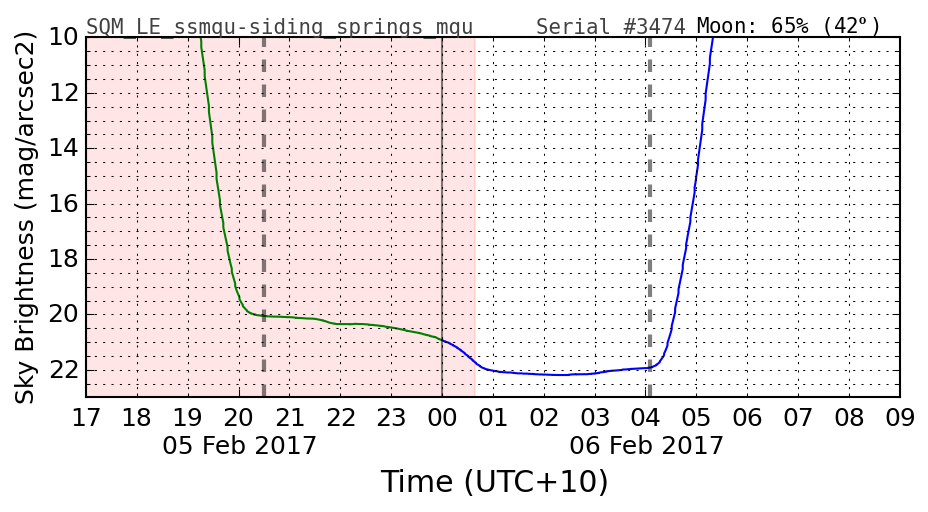 SQM_LE_ssmqu-siding_springs_mqu Serial #3474 Moon: 65% (42°)
Sky Brightness (mag/arcsec2)
10
12
14
16
18
20
22
17 18 19 20 21 22 23 00 01 02 03 04 05 06 07 08 09
05 Feb 2017 06 Feb 2017
Time (UTC+10)